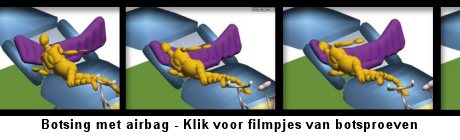 Botsing met airbag - Klik voor filmpjes van botsproeven